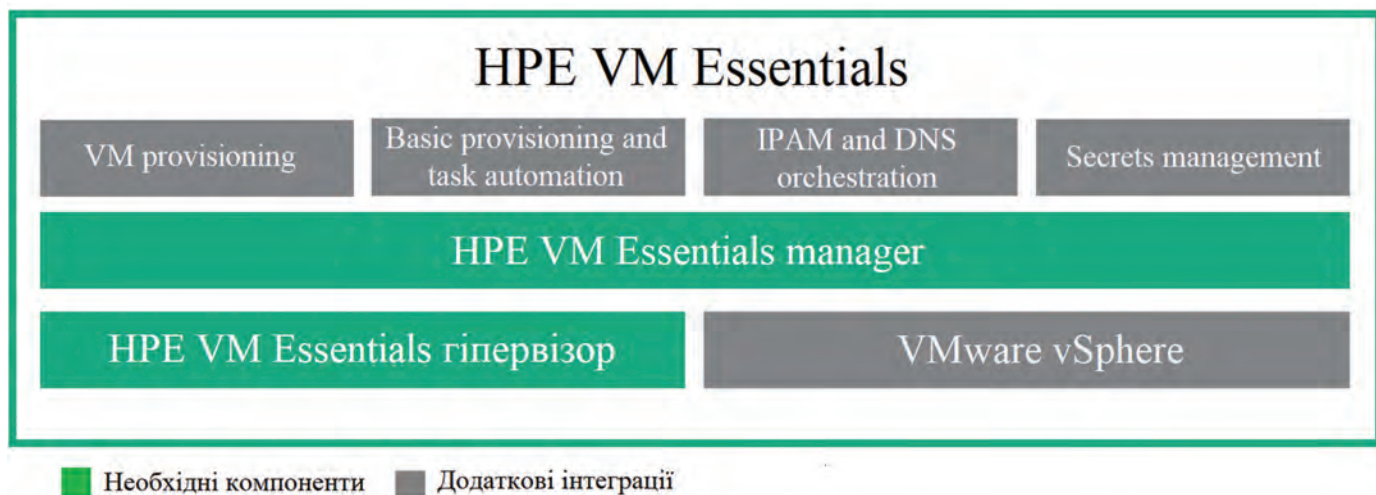 HPE VM Essentials
VM provisioning
Basic provisioning and
task automation
IPAM and DNS
orchestration
Secrets management
HPE VM Essentials manager
HPE VM Essentials гіпервізор
VMware vSphere
Необхідні компоненти
Додаткові інтеграції